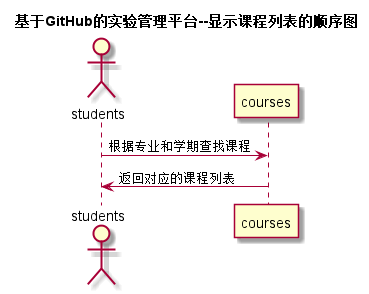 基于GitHub的实验管理平台--显示课程列表的顺序图
students
courses
根据专业和学期查找课程
返回对应的课程列表
students
courses